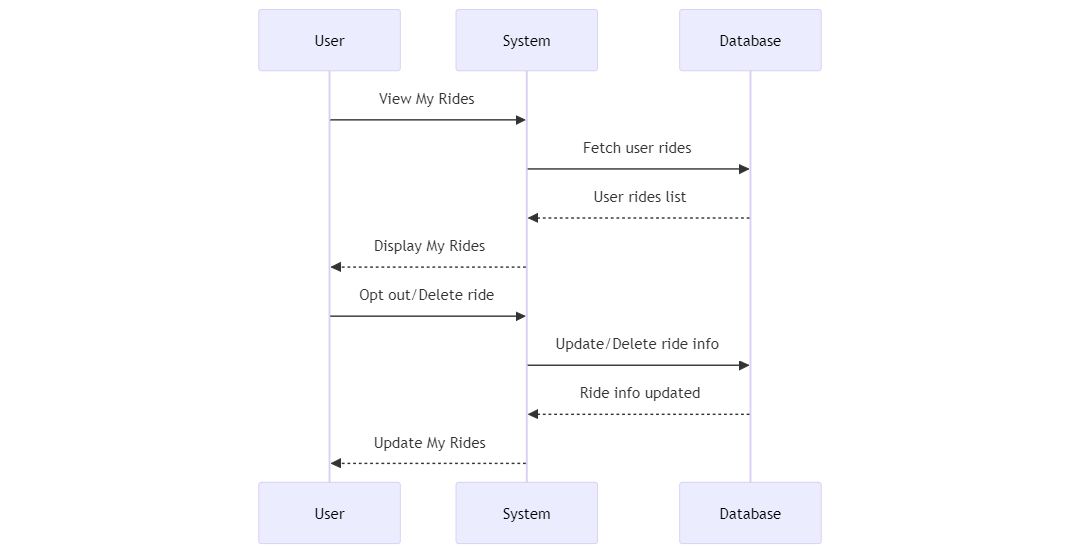 User System Database
View My Rides
Fetch user rides
User rides list
Display My Rides
Opt out/Delete ride
Update/Delete ride info
Ride info updated
Update My Rides
User System Database